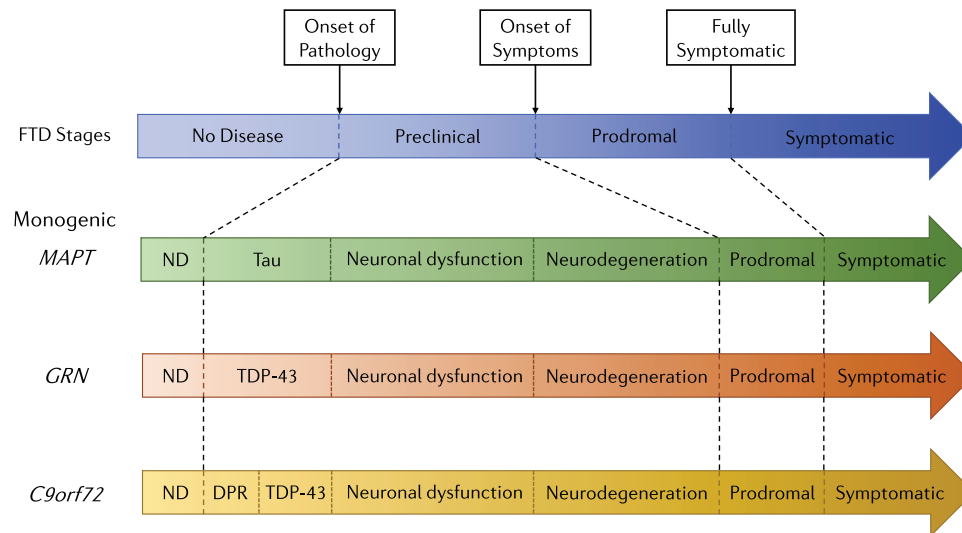 Onset of
Pathology
Onset of
Symptoms
Fully
Symptomatic
FTD Stages
No Disease
Preclinical
Prodromal
Symptomatic
Monogenic
MAPT
ND
Tau
Neuronal dysfunction
Neurodegeneration
Prodromal
Symptomatic
GRN
ND
TDP-43
Neuronal dysfunction
Neurodegeneration
Prodromal
Symptomatic
C9orf72
ND
DPR
TDP-43
Neuronal dysfunction
Neurodegeneration
Prodromal
Symptomatic